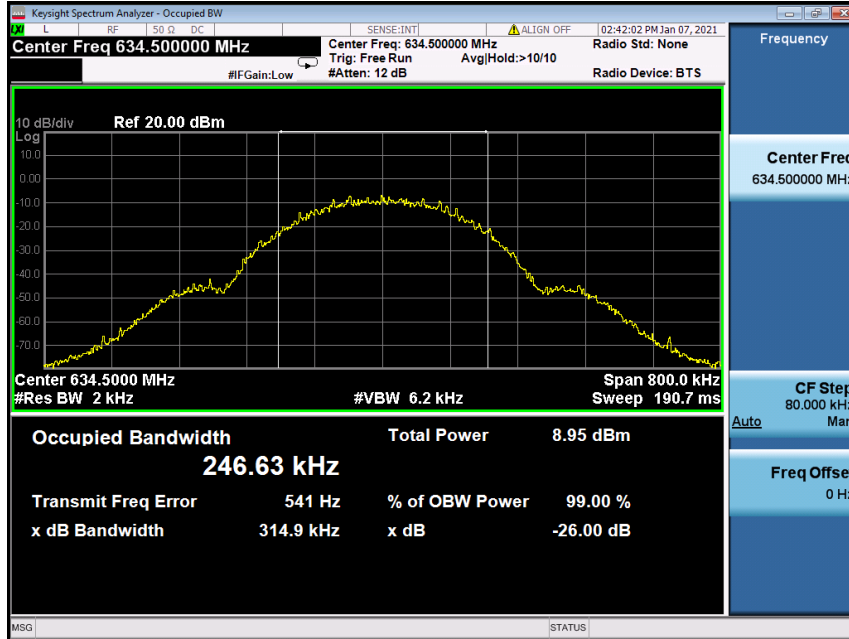 Keysight Spectrum Analyzer - Occupied BW
LXI L RF 50 Ω DC SENSE:INT ALIGN OFF 02:42:02 PM Jan 07, 2021
Center Freq 634.500000 MHz
Center Freq: 634.500000 MHz Radio Std: None
Trig: Free Run Avg|Hold:>10/10
#IFGain:Low #Atten: 12 dB Radio Device: BTS
Frequency
10 dB/div Ref 20.00 dBm
Log
10.0
0.00
-10.0
-20.0
-30.0
-40.0
-50.0
-60.0
-70.0
Center 634.5000 MHz Span 800.0 kHz
#Res BW 2 kHz #VBW 6.2 kHz Sweep 190.7 ms
Occupied Bandwidth Total Power 8.95 dBm
246.63 kHz
Transmit Freq Error 541 Hz % of OBW Power 99.00 %
x dB Bandwidth 314.9 kHz x dB -26.00 dB
Center Fre
634.500000 MH
CF Step
80.000 kH
Auto Ma
Freq Offse
0 H
MSG STATUS